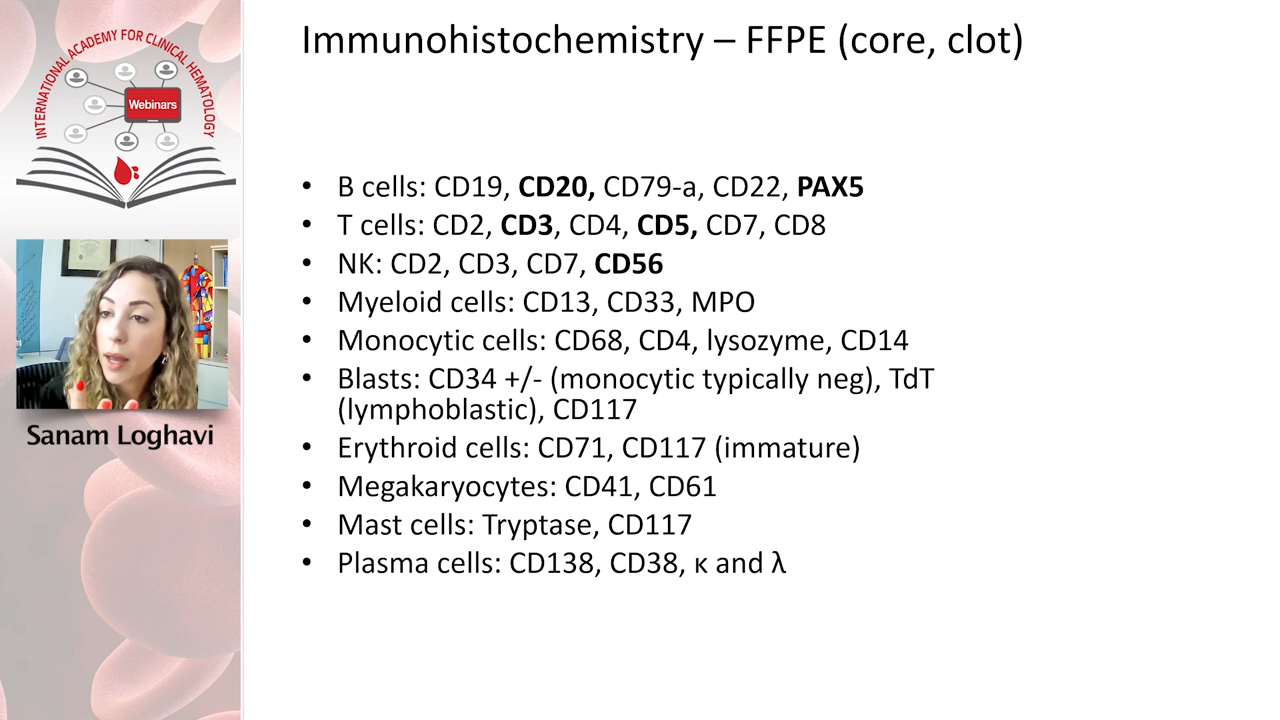 Immunohistochemistry – FFPE (core, clot)
INTERNATIONAL ACADEMY FOR CLINICAL HEMATOLOGY
Webinars
• B cells: CD19, CD20, CD79-a, CD22, PAX5
• T cells: CD2, CD3, CD4, CD5, CD7, CD8
• NK: CD2, CD3, CD7, CD56
• Myeloid cells: CD13, CD33, MPO
• Monocytic cells: CD68, CD4, lysozyme, CD14
• Blasts: CD34 +/- (monocytic typically neg), TdT
(lymphoblastic), CD117
• Erythroid cells: CD71, CD117 (immature)
• Megakaryocytes: CD41, CD61
• Mast cells: Tryptase, CD117
• Plasma cells: CD138, CD38, κ and λ
Sanam Loghavi